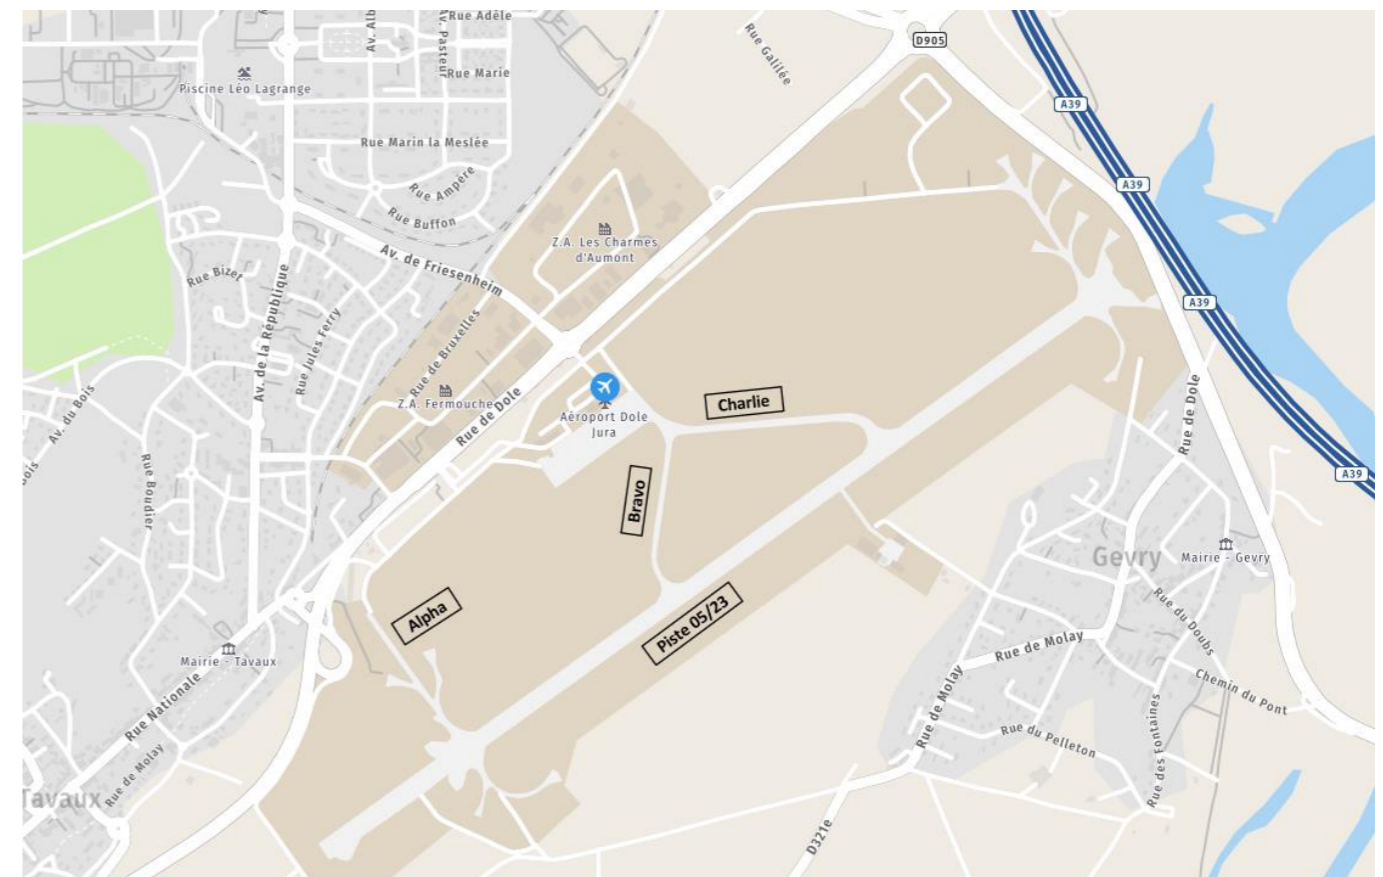 Rue Adèle
Av. Alb
Av. Pasteur
D905
Rue Galilée
Rue Marie
Piscine Léo Lagrange
A39
Rue Marin la Meslée
Rue Ampère
A39
Rue Buffon
Z.A. Les Charmes
d'Aumont
Av. de Friesenheim
Rue Bizet
A39
Av. de la République
Rue Jules Ferry
Rue de Bruxelles
Z.A. Fermouche
Rue de Dole
Aéroport Dole
Jura
Charlie
Rue de Dole
Av. du Bois
Bois
A39
Rue Boudier
Bravo
Gevry
Mairie - Gevry
Alpha
Piste 05/23
Rue du Doubs
Rue de Molay
Mairie - Tavaux
Rue Nationale
Rue de Molay
Chemin du Pont
Rue du Pelleton
Rue des Fontaines
Rue de Molay
Tavaux
D321e